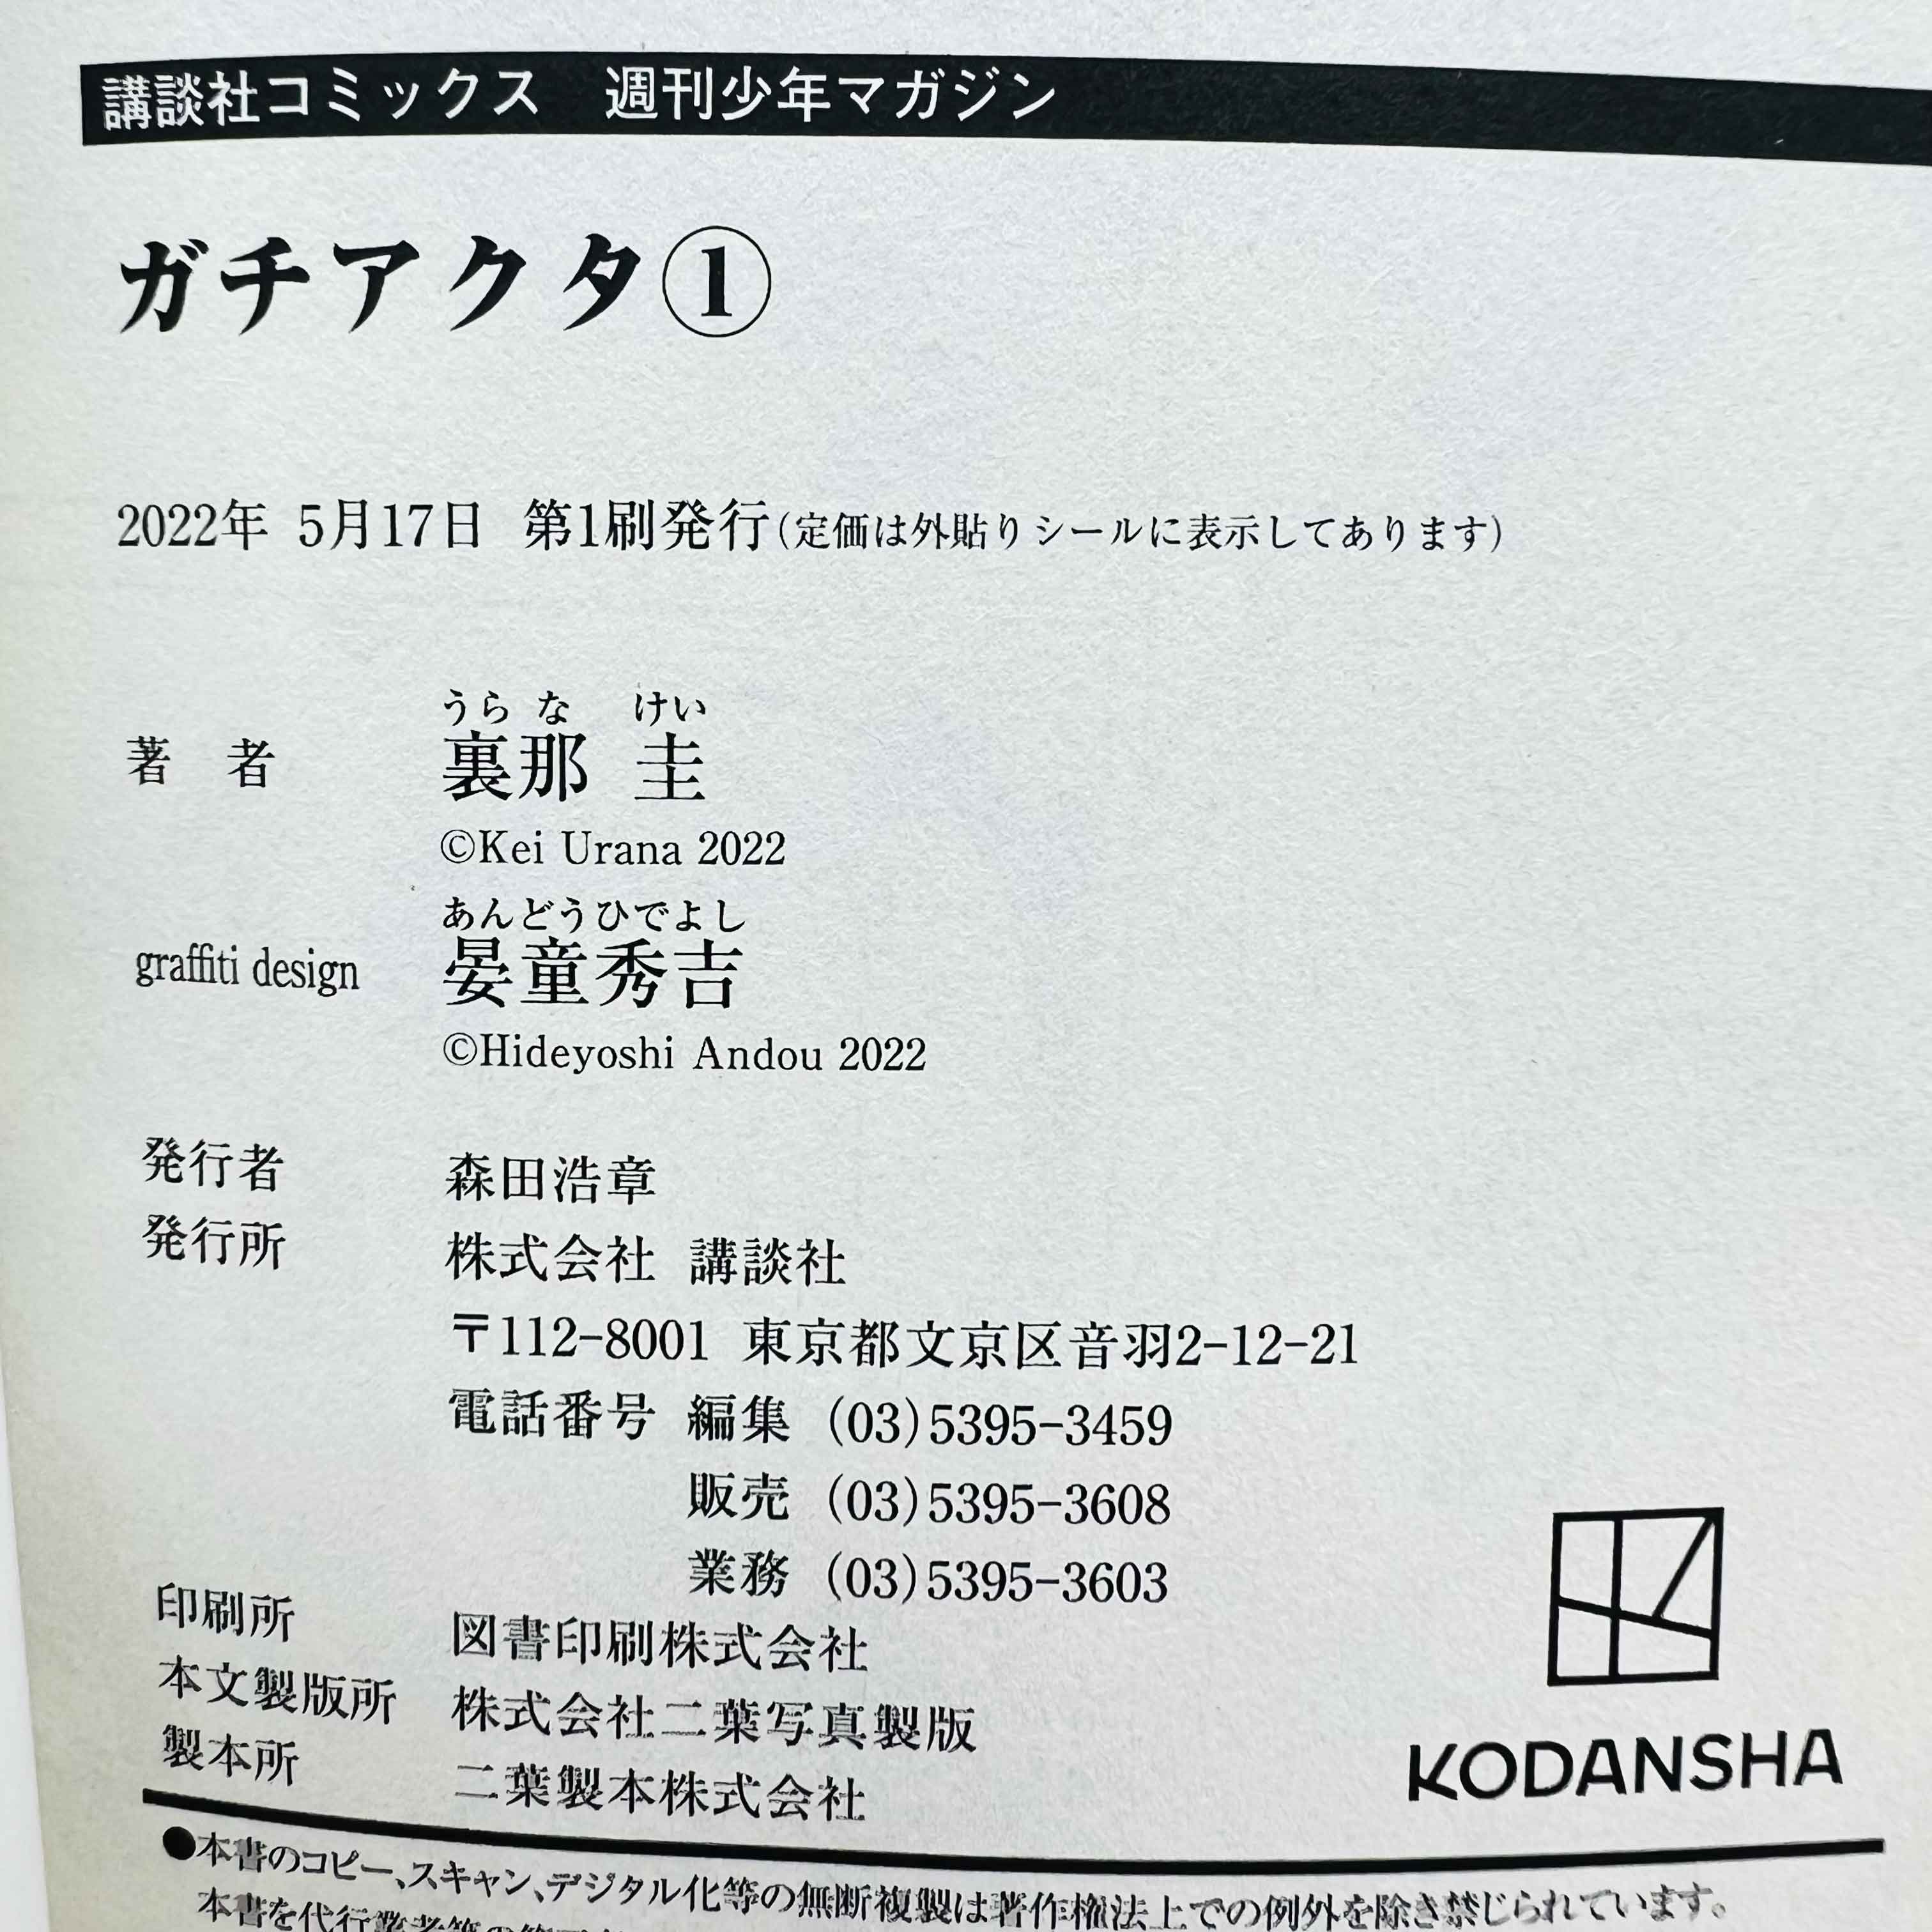 講談社コミックス 週刊少年マガジン
ガチアクタ①
2022年 5月17日 第1刷発行(定価は外貼りシールに表示してあります)
うらな けい
著 者 裏那 圭
©Kei Urana 2022
あんどうひでよし
graffiti design 晏童秀吉
©Hideyoshi Andou 2022
発行者 森田浩章
発行所 株式会社 講談社
〒112-8001 東京都文京区音羽2-12-21
電話番号 編集 (03)5395-3459
販売 (03)5395-3608
業務 (03)5395-3603
印刷所 図書印刷株式会社
本文製版所 株式会社二葉写真製版
製本所 二葉製本株式会社
KODANSHA
●本書のコピー、スキャン、デジタル化等の無断複製は著作権法上での例外を除き禁じられています。
本書を代行業者等の